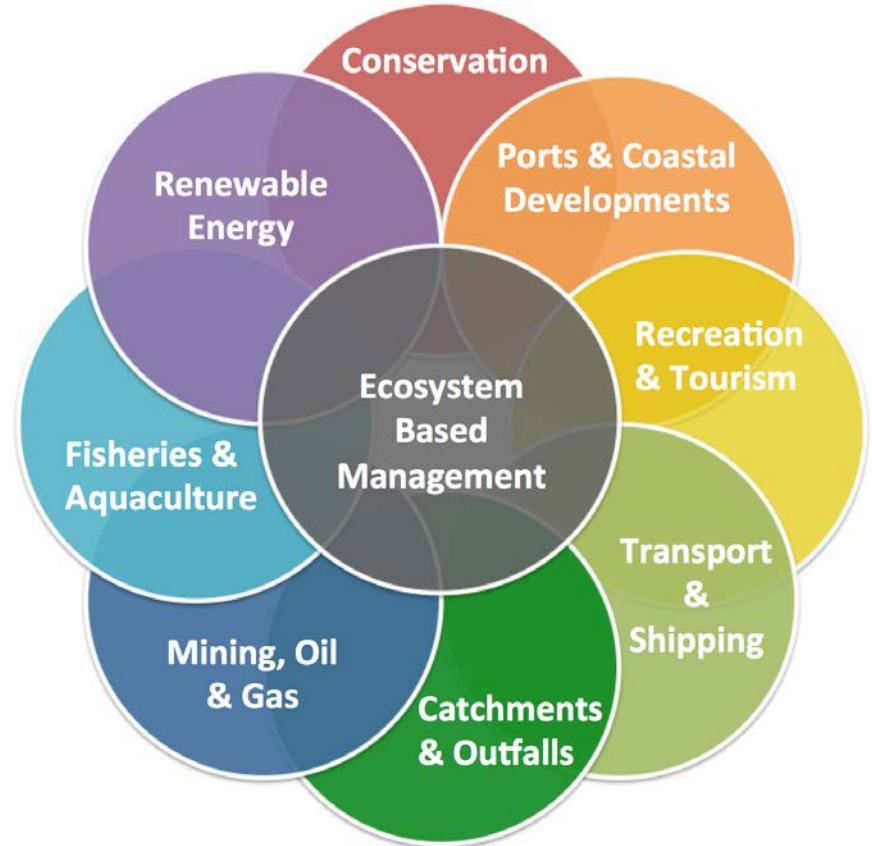 Conservation
Ports & Coastal
Developments
Recreation
& Tourism
Transport
&
Shipping
Catchments
& Outfalls
Mining, Oil
& Gas
Fisheries &
Aquaculture
Renewable
Energy
Ecosystem
Based
Management